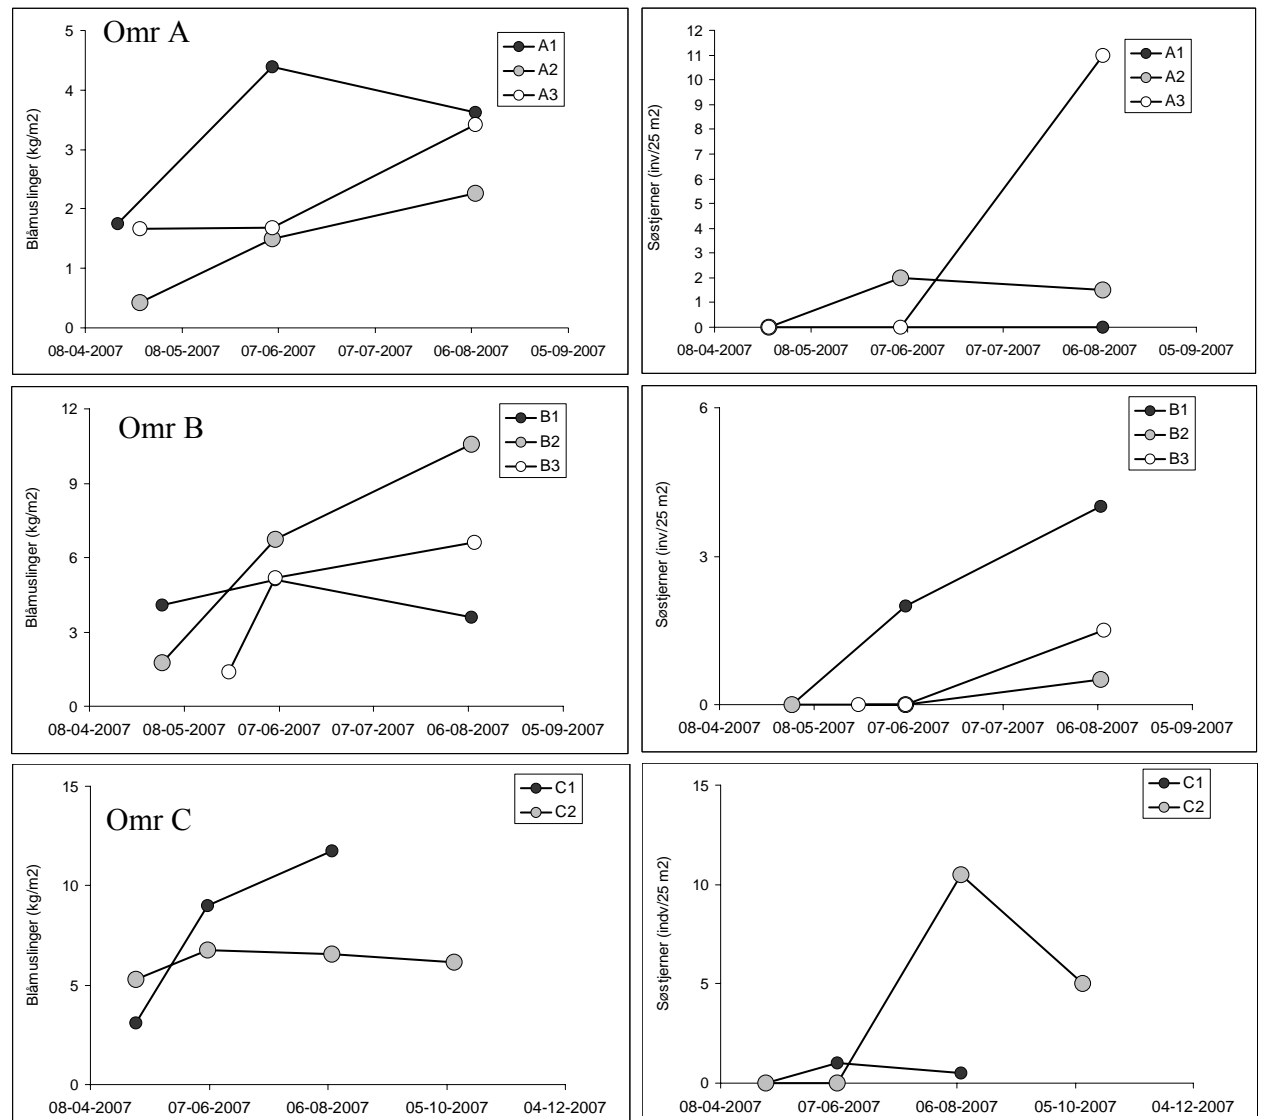 Omr A
Blåmuslinger (kg/m2)
5
4
3
2
1
0
08-04-2007 08-05-2007 07-06-2007 07-07-2007 06-08-2007 05-09-2007
A1
A2
A3
Søstjerner (inv/25 m2)
12
11
10
9
8
7
6
5
4
3
2
1
0
08-04-2007 08-05-2007 07-06-2007 07-07-2007 06-08-2007 05-09-2007
A1
A2
A3
Omr B
Blåmuslinger (kg/m2)
12
9
6
3
0
08-04-2007 08-05-2007 07-06-2007 07-07-2007 06-08-2007 05-09-2007
B1
B2
B3
Søstjerner (inv/25 m2)
6
3
0
08-04-2007 08-05-2007 07-06-2007 07-07-2007 06-08-2007 05-09-2007
B1
B2
B3
Omr C
Blåmuslinger (kg/m2)
15
10
5
0
08-04-2007 07-06-2007 06-08-2007 05-10-2007 04-12-2007
C1
C2
Søstjerner (indv/25 m2)
15
10
5
0
08-04-2007 07-06-2007 06-08-2007 05-10-2007 04-12-2007
C1
C2